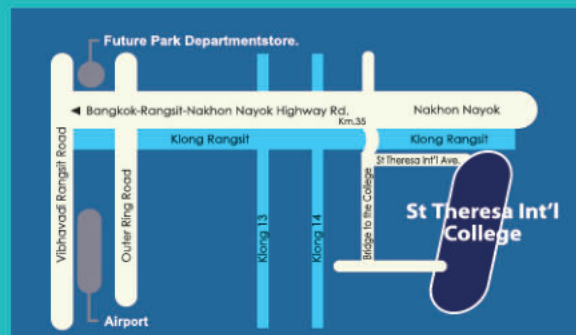 Future Park Departmentstore.
Bangkok-Rangsit-Nakhon Nayok Highway Rd.
Nakhon Nayok
Km.35
Klong Rangsit
Klong Rangsit
St Theresa Int'l Ave.
Vibhavadi Rangsit Road
Outer Ring Road
Klong 13
Klong 14
Bridge to the College
St Theresa Int'l
College
Airport